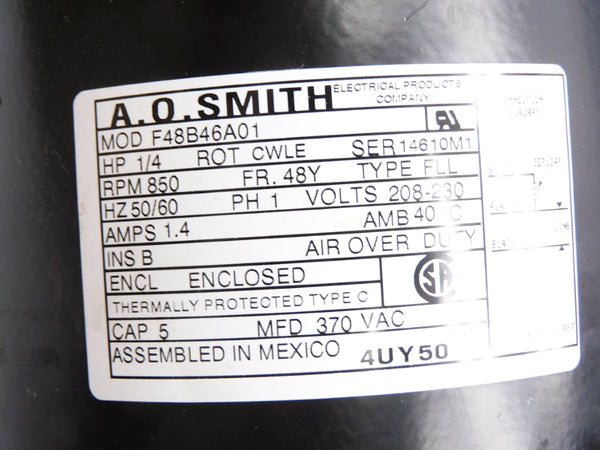 A.O.SMITH ELECTRICAL PRODUCTS COMPANY
MOD F48B46A01
HP 1/4 ROT CWLE SER 14610M1
RPM 850 FR. 48Y TYPE FLL
HZ 50/60 PH 1 VOLTS 208-230
AMPS 1.4 AMB 40 °C
INS B AIR OVER DUTY
ENCL ENCLOSED
THERMALLY PROTECTED TYPE C
CAP 5 MFD 370 VAC
ASSEMBLED IN MEXICO 4UY50